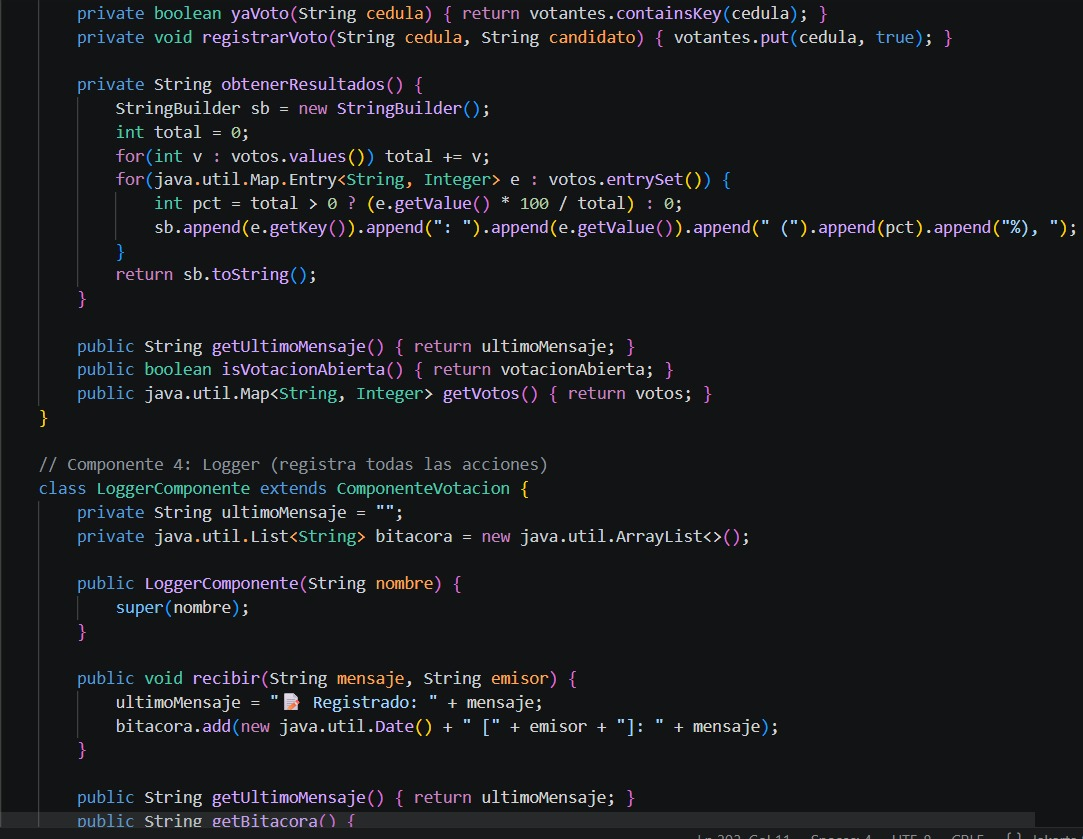 private boolean yaVoto(String cedula) { return votantes.containsKey(cedula); }
private void registrarVoto(String cedula, String candidato) { votantes.put(cedula, true); }
private String obtenerResultados() {
StringBuilder sb = new StringBuilder();
int total = 0;
for(int v : votos.values()) total += v;
for(java.util.Map.Entry<String, Integer> e : votos.entrySet()) {
int pct = total > 0 ? (e.getValue() * 100 / total) : 0;
sb.append(e.getKey()).append(": ").append(e.getValue()).append(" (").append(pct).append("%), ");
}
return sb.toString();
}
public String getUltimoMensaje() { return ultimoMensaje; }
public boolean isVotacionAbierta() { return votacionAbierta; }
public java.util.Map<String, Integer> getVotos() { return votos; }
}
// Componente 4: Logger (registra todas las acciones)
class LoggerComponente extends ComponenteVotacion {
private String ultimoMensaje = "";
private java.util.List<String> bitacora = new java.util.ArrayList<>();
public LoggerComponente(String nombre) {
super(nombre);
}
public void recibir(String mensaje, String emisor) {
ultimoMensaje = "📝 Registrado: " + mensaje;
bitacora.add(new java.util.Date() + " [" + emisor + "]: " + mensaje);
}
public String getUltimoMensaje() { return ultimoMensaje; }
public String getBitacora() {